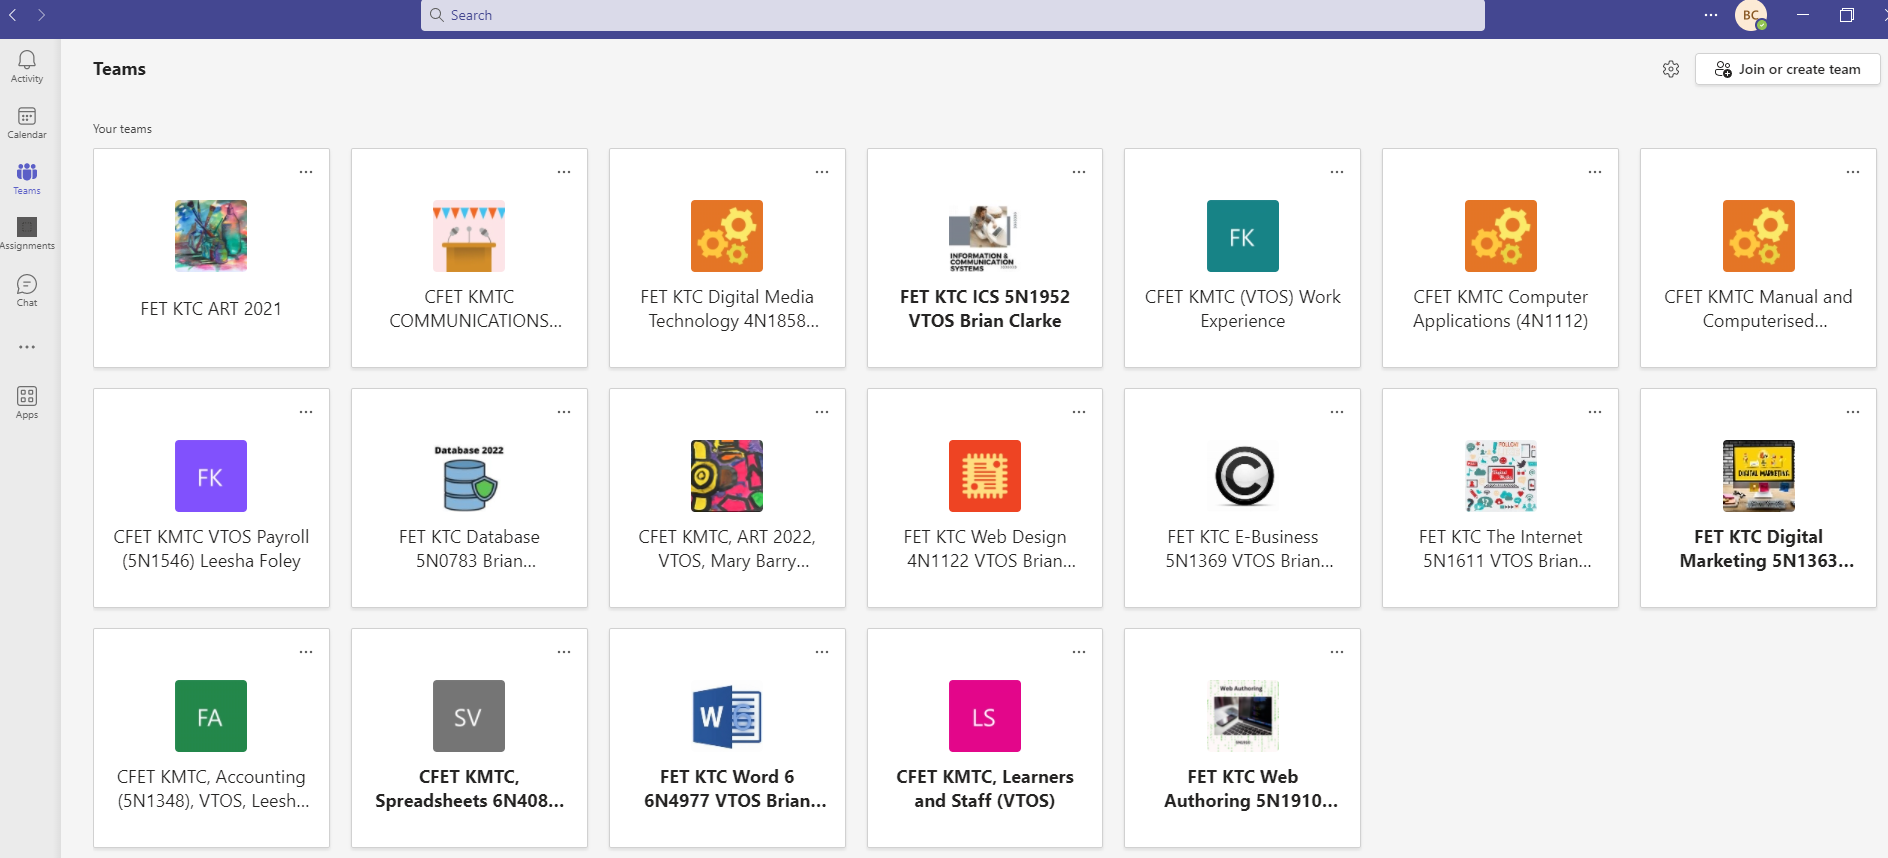 Search
...
BC
Activity
Calendar
Teams
Assignments
Chat
Apps
Teams
Join or create team
Your teams
FET KTC ART 2021
CFET KMTC
COMMUNICATIONS...
FET KTC Digital Media
Technology 4N1858...
INFORMATION &
COMMUNICATION
SYSTEMS
FET KTC ICS 5N1952
VTOS Brian Clarke
FK
CFET KMTC (VTOS) Work
Experience
CFET KMTC Computer
Applications (4N1112)
CFET KMTC Manual and
Computerised...
FK
CFET KMTC VTOS Payroll
(5N1546) Leesha Foley
Database 2022
FET KTC Database
5N0783 Brian...
CFET KMTC, ART 2022,
VTOS, Mary Barry...
FET KTC Web Design
4N1122 VTOS Brian...
C
FET KTC E-Business
5N1369 VTOS Brian...
FOLLOW
FET KTC The Internet
5N1611 VTOS Brian...
DIGITAL MARKETING
FET KTC Digital
Marketing 5N1363...
FA
CFET KMTC, Accounting
(5N1348), VTOS, Leesh...
SV
CFET KMTC,
Spreadsheets 6N408...
W 6
FET KTC Word 6
6N4977 VTOS Brian...
LS
CFET KMTC, Learners
and Staff (VTOS)
Web Authoring
FET KTC Web
Authoring 5N1910...